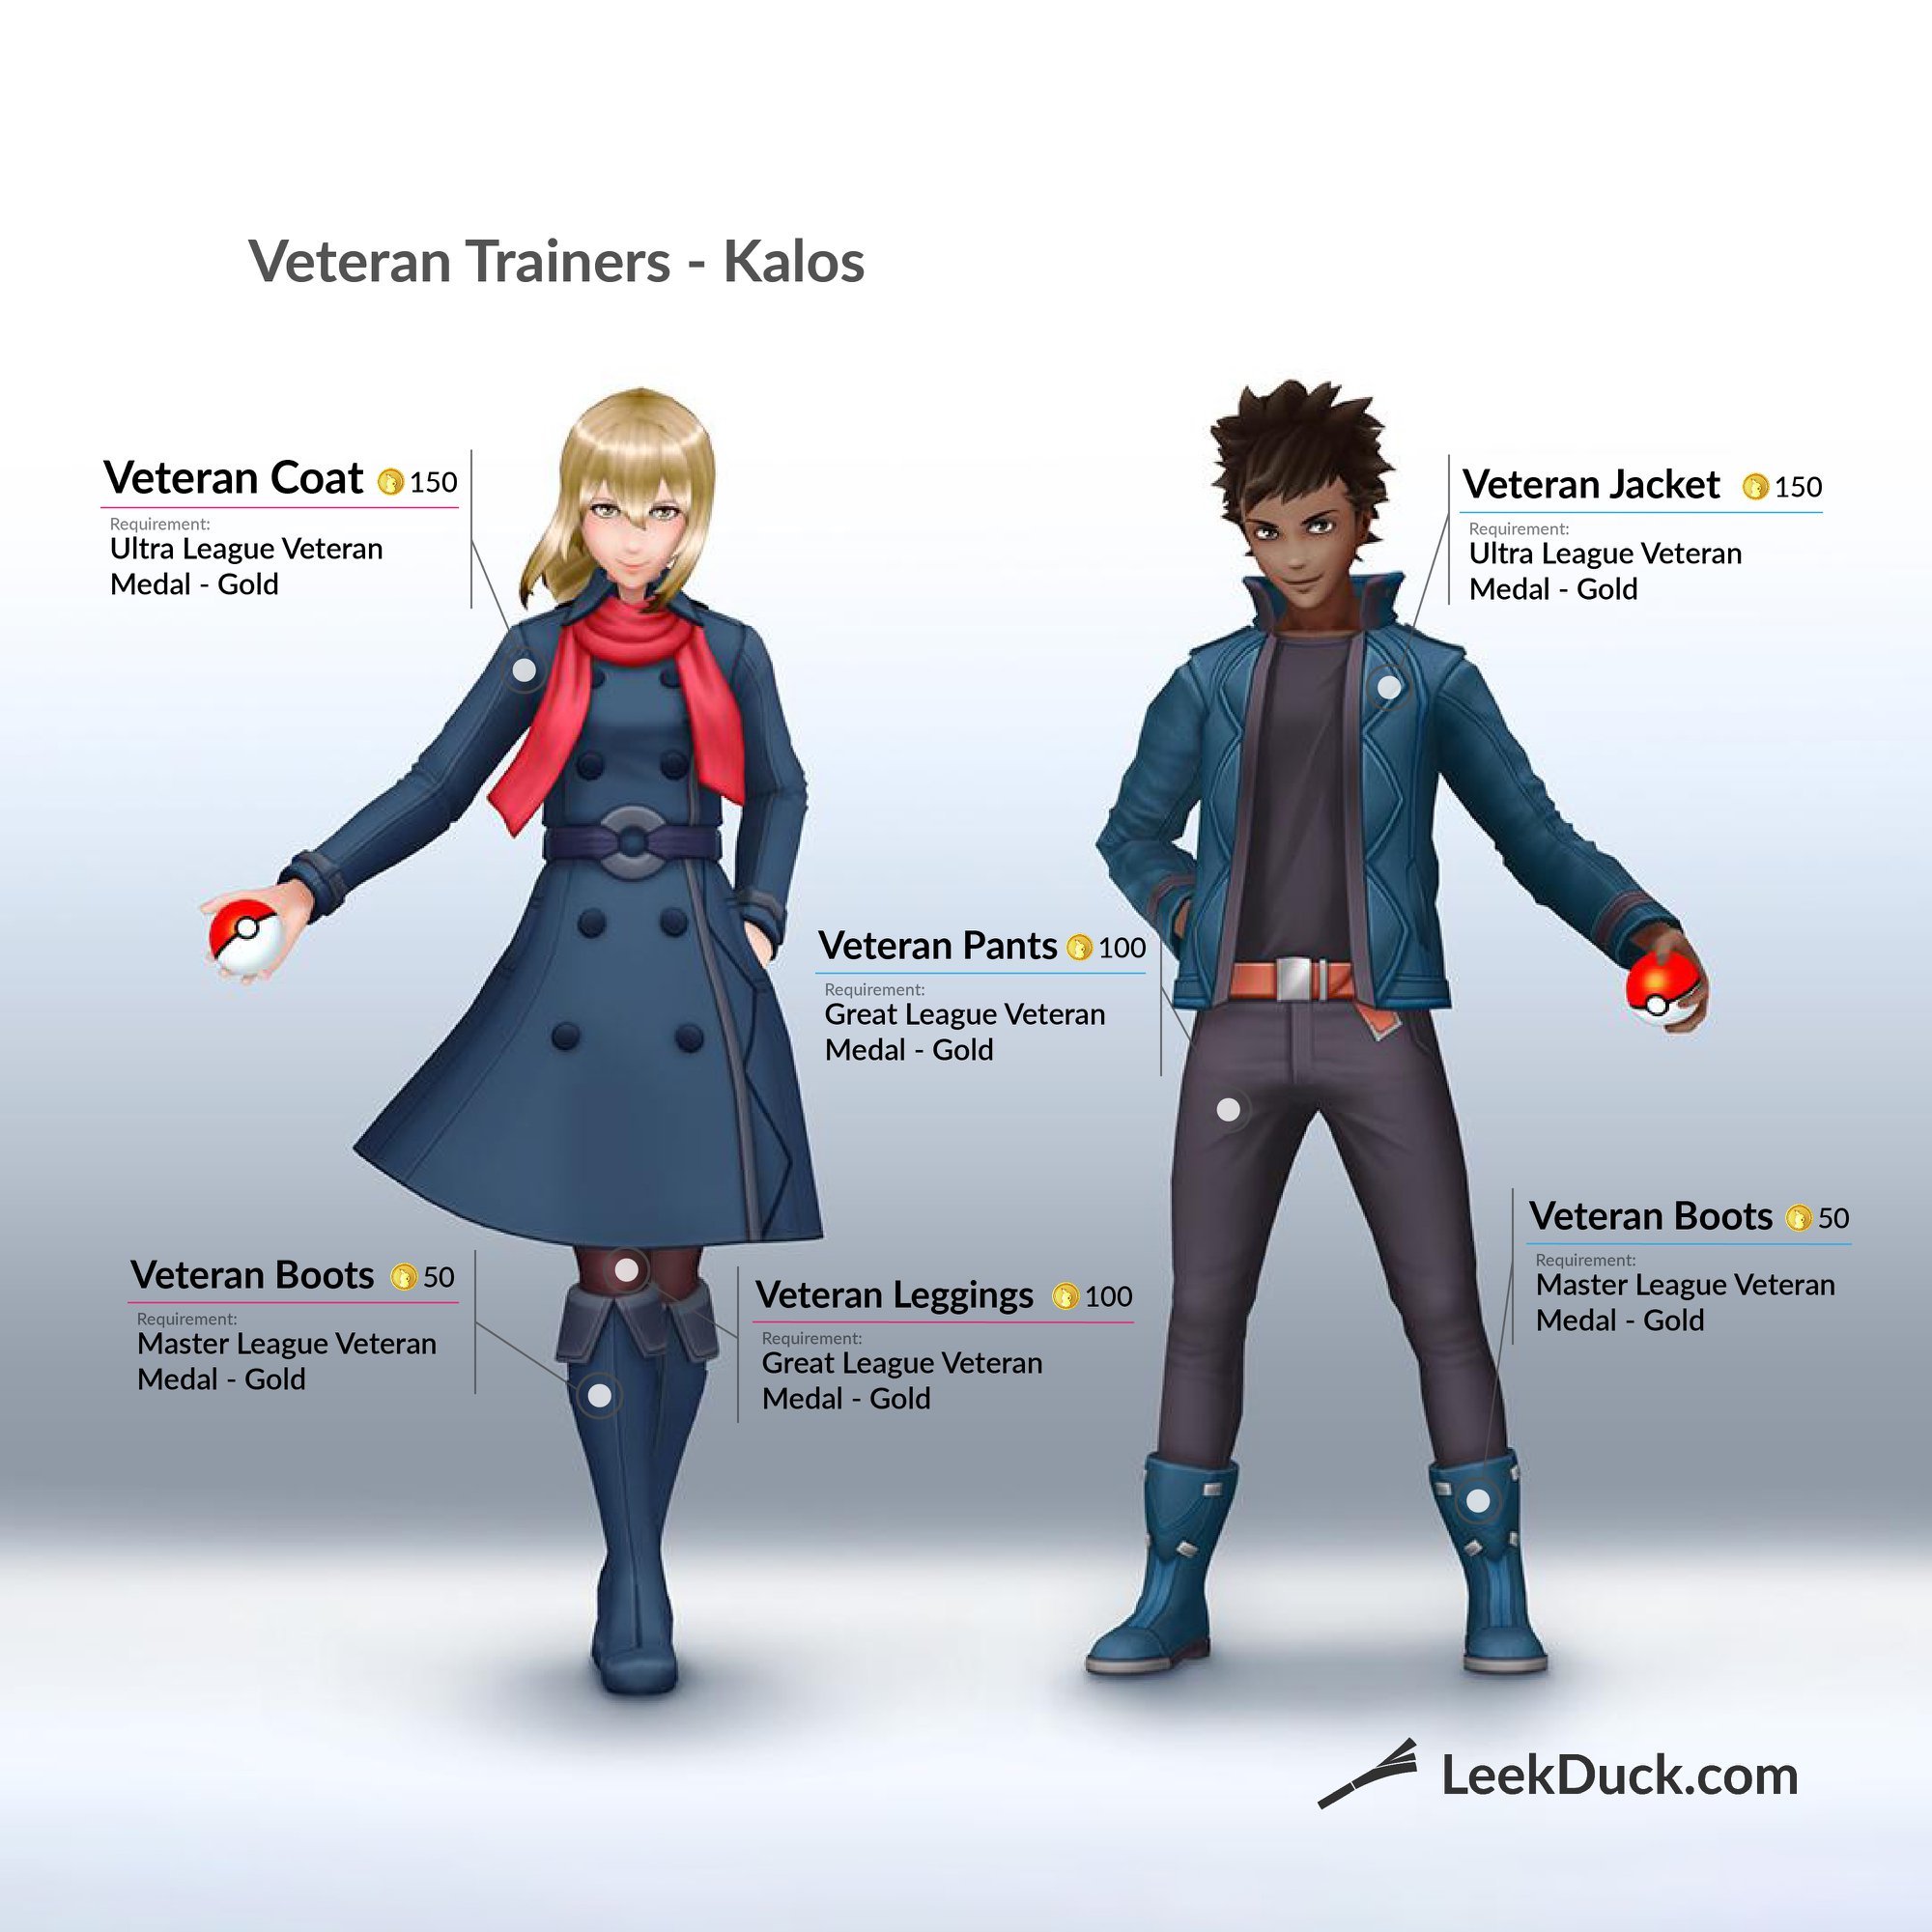 Veteran Trainers - Kalos
Veteran Coat 150
Requirement:
Ultra League Veteran
Medal - Gold
Veteran Jacket 150
Requirement:
Ultra League Veteran
Medal - Gold
Veteran Pants 100
Requirement:
Great League Veteran
Medal - Gold
Veteran Boots 50
Requirement:
Master League Veteran
Medal - Gold
Veteran Leggings 100
Requirement:
Great League Veteran
Medal - Gold
Veteran Boots 50
Requirement:
Master League Veteran
Medal - Gold
LeekDuck.com